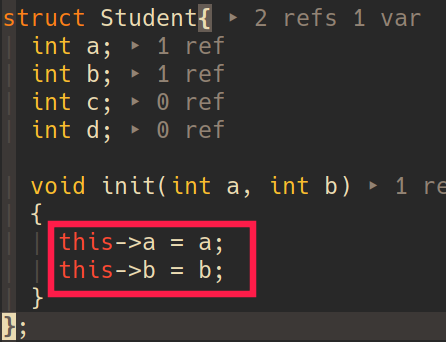 struct Student{ ‣ 2 refs 1 var
int a; ‣ 1 ref
int b; ‣ 1 ref
int c; ‣ 0 ref
int d; ‣ 0 ref
void init(int a, int b) ‣ 1 re
{
this->a = a;
this->b = b;
}
};